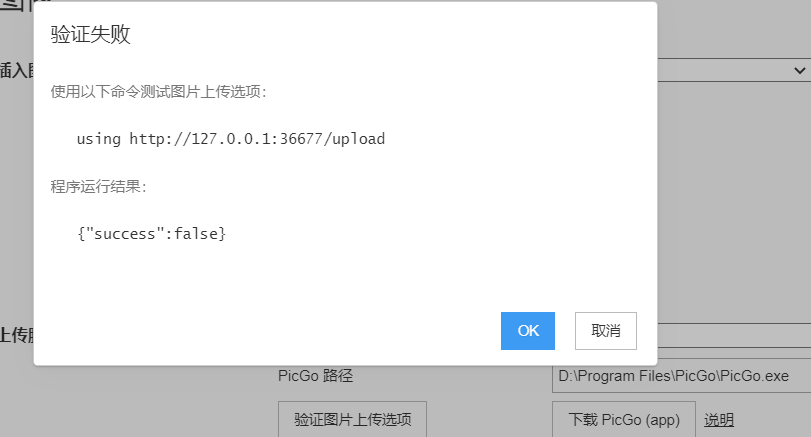 验证失败
使用以下命令测试图片上传选项：
using http://127.0.0.1:36677/upload
程序运行结果：
{"success":false}
OK
取消
插入
上传
PicGo 路径
D:\Program Files\PicGo\PicGo.exe
验证图片上传选项
下载 PicGo (app)
说明